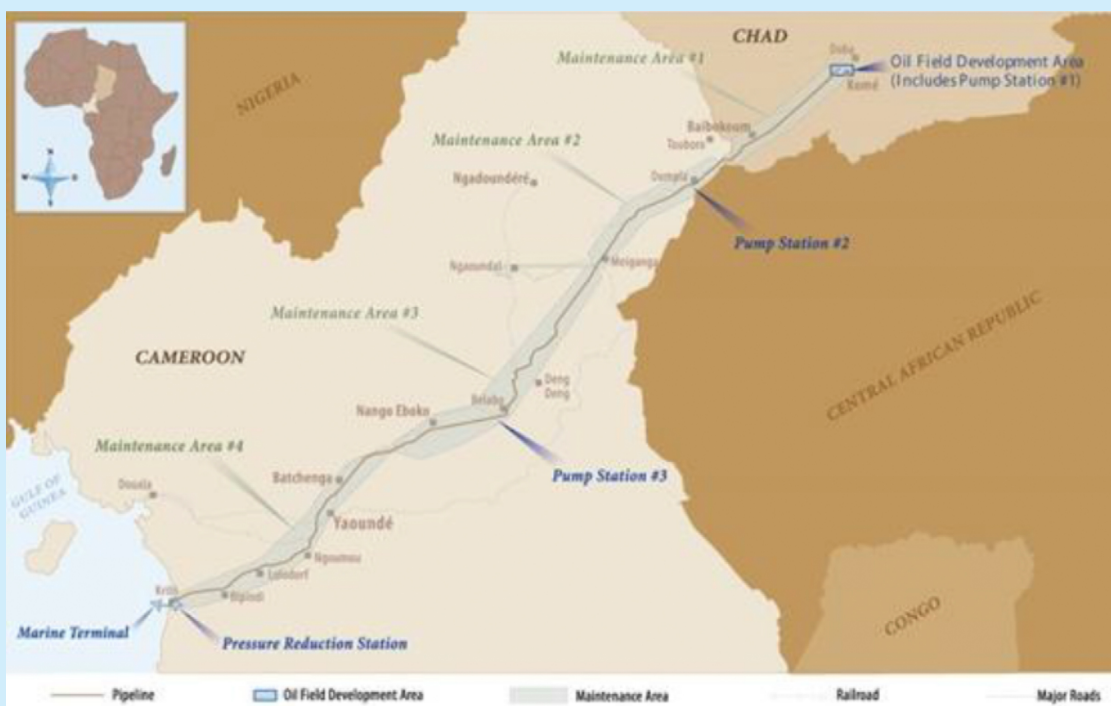 CHAD
Maintenance Area #1
Doba
Oil Field Development Area
(Includes Pump Station #1)
Komé
NIGERIA
Baibokoum
Touboro
Maintenance Area #2
Dompla
Ngadoundéré
Pump Station #2
Meiganga
Ngaoundal
Maintenance Area #3
CENTRAL AFRICAN REPUBLIC
CAMEROON
Deng
Deng
Belabo
Nango Eboko
Maintenance Area #4
Pump Station #3
Batchenga
GULF OF
GUINEA
Douala
Yaoundé
Ngoumou
Lolodorf
Kribi
Bipindi
CONGO
Marine Terminal
Pressure Reduction Station
Pipeline
Oil Field Development Area
Maintenance Area
Railroad
Major Roads
N
W
E
S